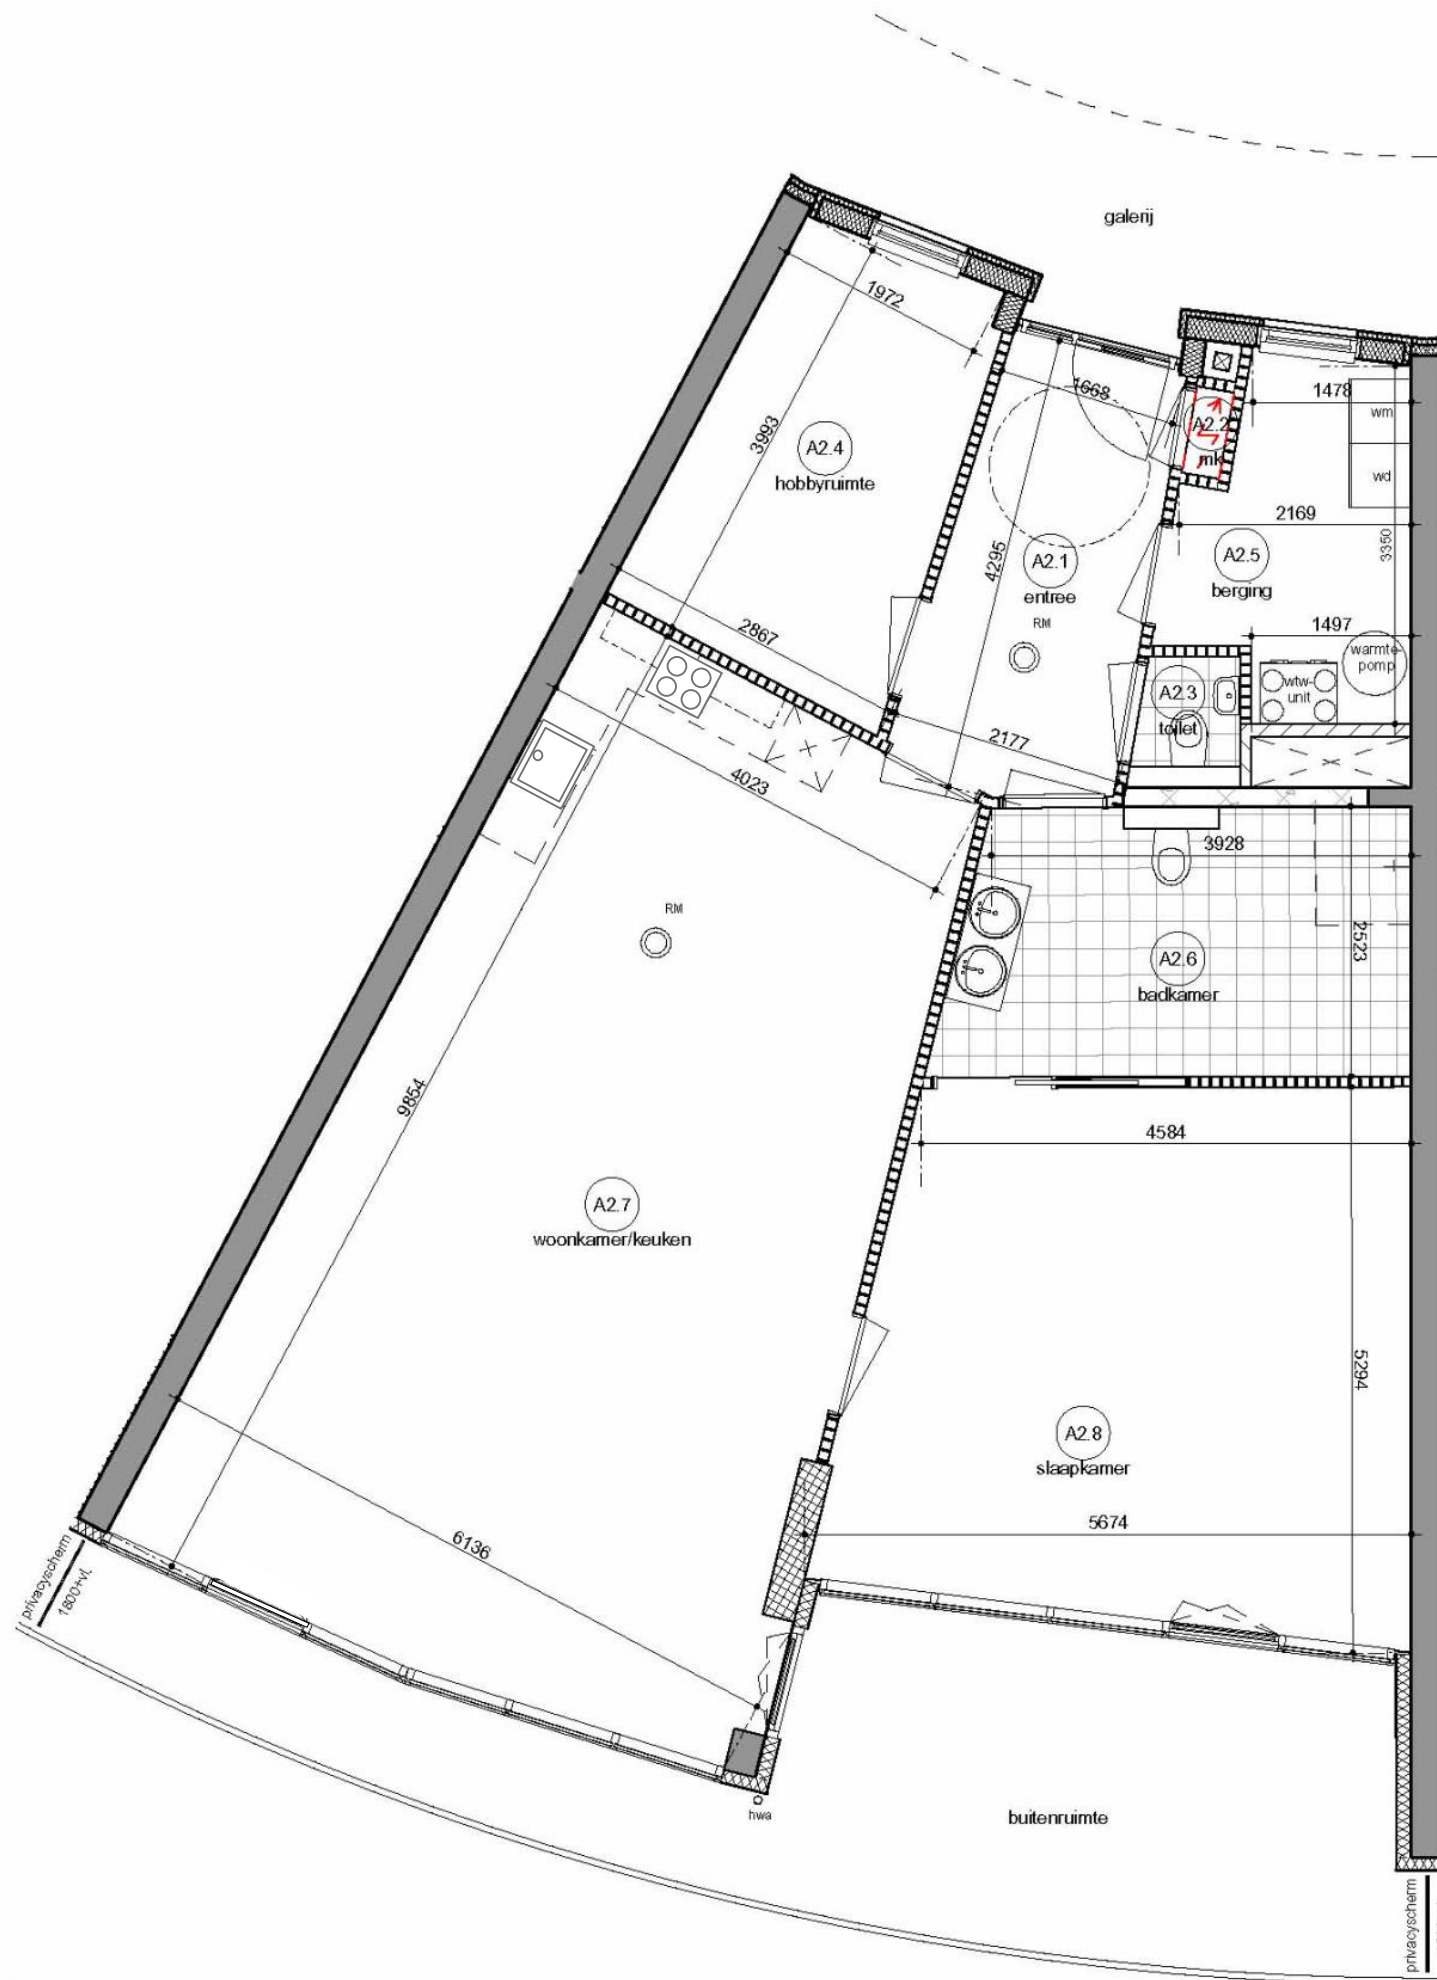 galerij
1972
1668
1478
wm
A2.2
mk
3993
A2.4
hobbyruimte
wd
2169
3350
4295
A2.1
entree
RM
A2.5
berging
2867
1497
warmte
pomp
wtw-
unit
A2.3
toilet
2177
4023
3928
RM
2523
A2.6
badkamer
9854
4584
A2.7
woonkamer/keuken
5294
A2.8
slaapkamer
5674
6136
privacyscherm
1800+vl.
hwa
buitenruimte
privacyscherm